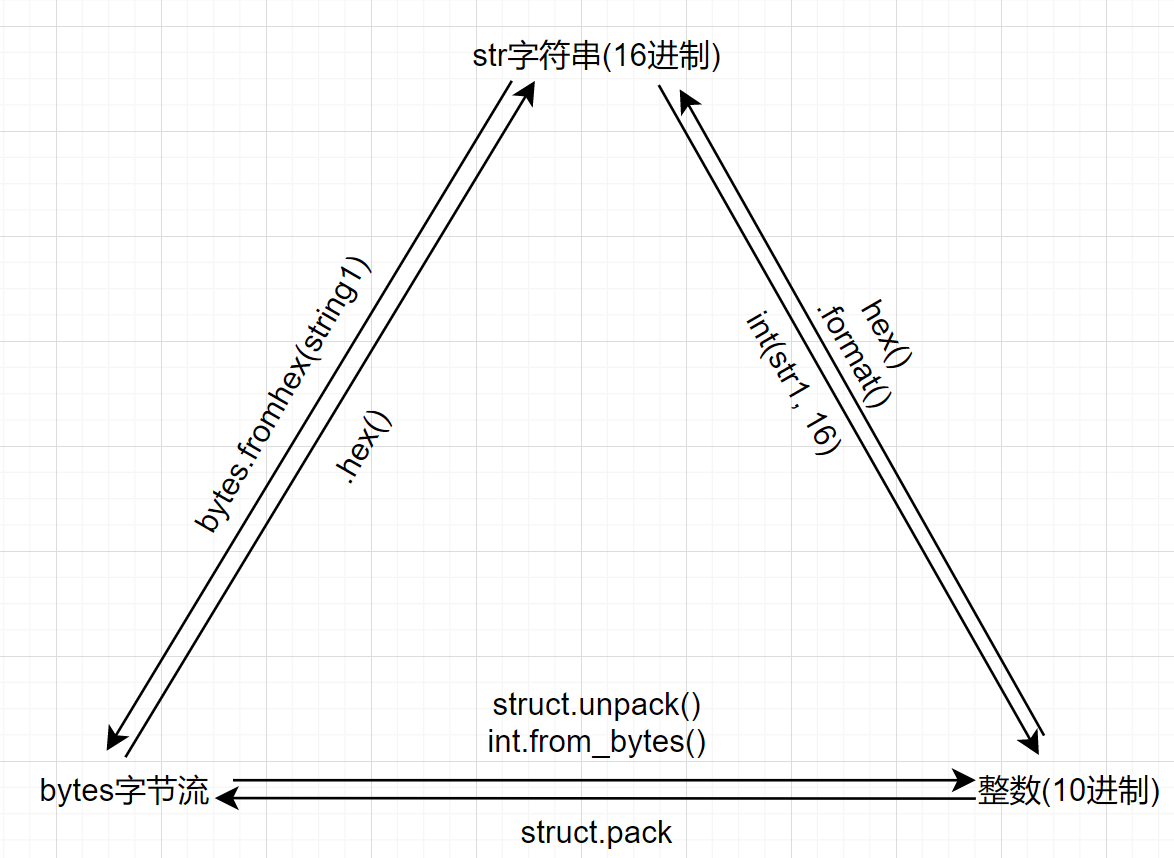 str字符串(16进制)
bytes.fromhex(string1)
.hex()
hex()
.format()
int(str1, 16)
struct.unpack()
int.from_bytes()
bytes字节流
整数(10进制)
struct.pack